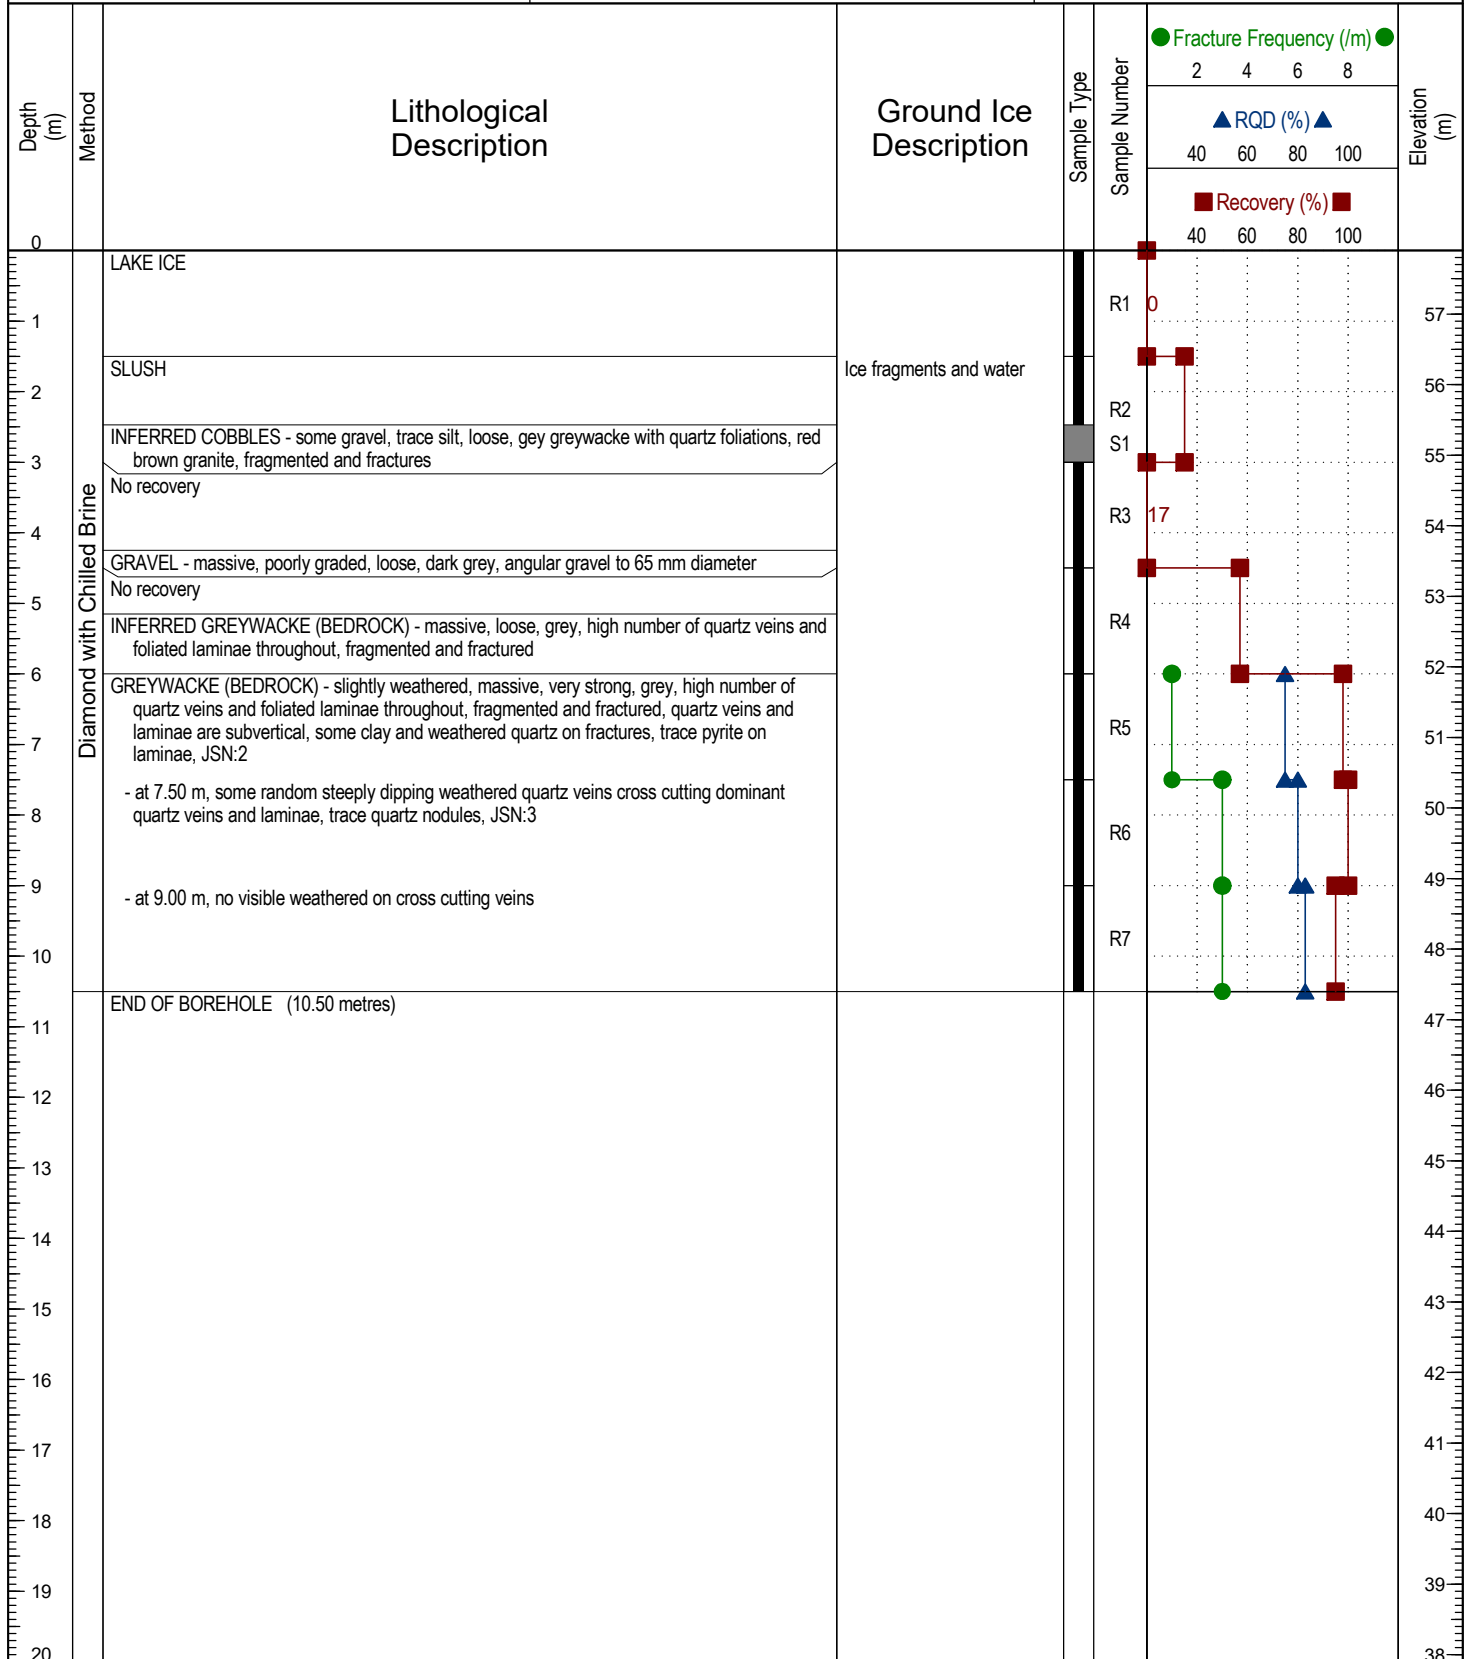 Depth
(m)
Method
Lithological
Description
Ground Ice
Description
Sample Type
Sample Number
Fracture Frequency (/m)
2 4 6 8
RQD (%)
40 60 80 100
Recovery (%)
40 60 80 100
Elevation
(m)
0
Diamond with Chilled Brine
LAKE ICE
R1 0
1
57
SLUSH
Ice fragments and water
2
56
R2
INFERRED COBBLES - some gravel, trace silt, loose, gey greywacke with quartz foliations, red
brown granite, fragmented and fractures
S1
3
55
No recovery
R3 17
4
54
GRAVEL - massive, poorly graded, loose, dark grey, angular gravel to 65 mm diameter
No recovery
5
53
INFERRED GREYWACKE (BEDROCK) - massive, loose, grey, high number of quartz veins and
foliated laminae throughout, fragmented and fractured
R4
6
52
GREYWACKE (BEDROCK) - slightly weathered, massive, very strong, grey, high number of
quartz veins and foliated laminae throughout, fragmented and fractured, quartz veins and
laminae are subvertical, some clay and weathered quartz on fractures, trace pyrite on
laminae, JSN:2
R5
7
51
- at 7.50 m, some random steeply dipping weathered quartz veins cross cutting dominant
quartz veins and laminae, trace quartz nodules, JSN:3
8
50
R6
9
49
- at 9.00 m, no visible weathered on cross cutting veins
R7
10
48
END OF BOREHOLE (10.50 metres)
11
47
12
46
13
45
14
44
15
43
16
42
17
41
18
40
19
39
20
38